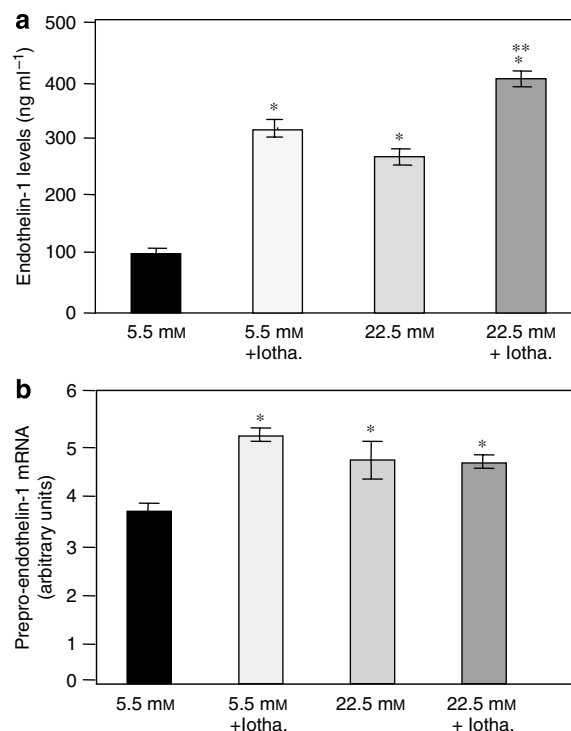 a
Endothelin-1 levels (ng ml⁻¹)
500
400
300
200
100
0
*
*
**
*
5.5 mM
5.5 mM
+Iotha.
22.5 mM
22.5 mM
+ Iotha.
b
Prepro-endothelin-1 mRNA
(arbitrary units)
6
5
4
3
2
1
0
*
*
*
5.5 mM
5.5 mM
+Iotha.
22.5 mM
22.5 mM
+ Iotha.